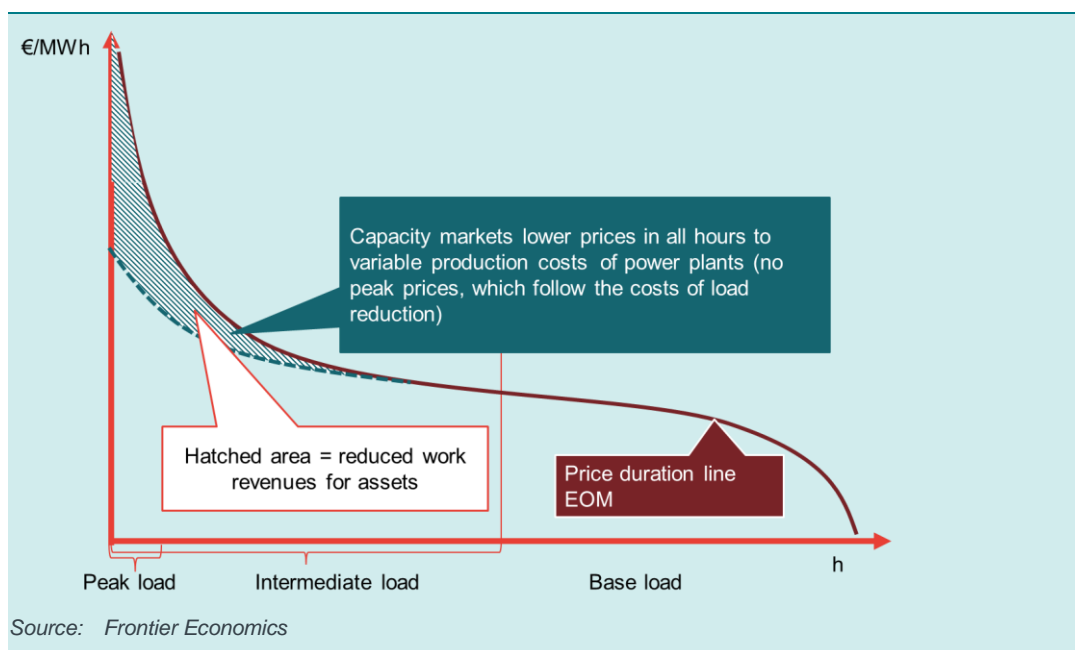 €/MWh
Capacity markets lower prices in all hours to
variable production costs of power plants (no
peak prices, which follow the costs of load
reduction)
Hatched area = reduced work
revenues for assets
Price duration line
EOM
h
Peak load
Intermediate load
Base load
Source: Frontier Economics